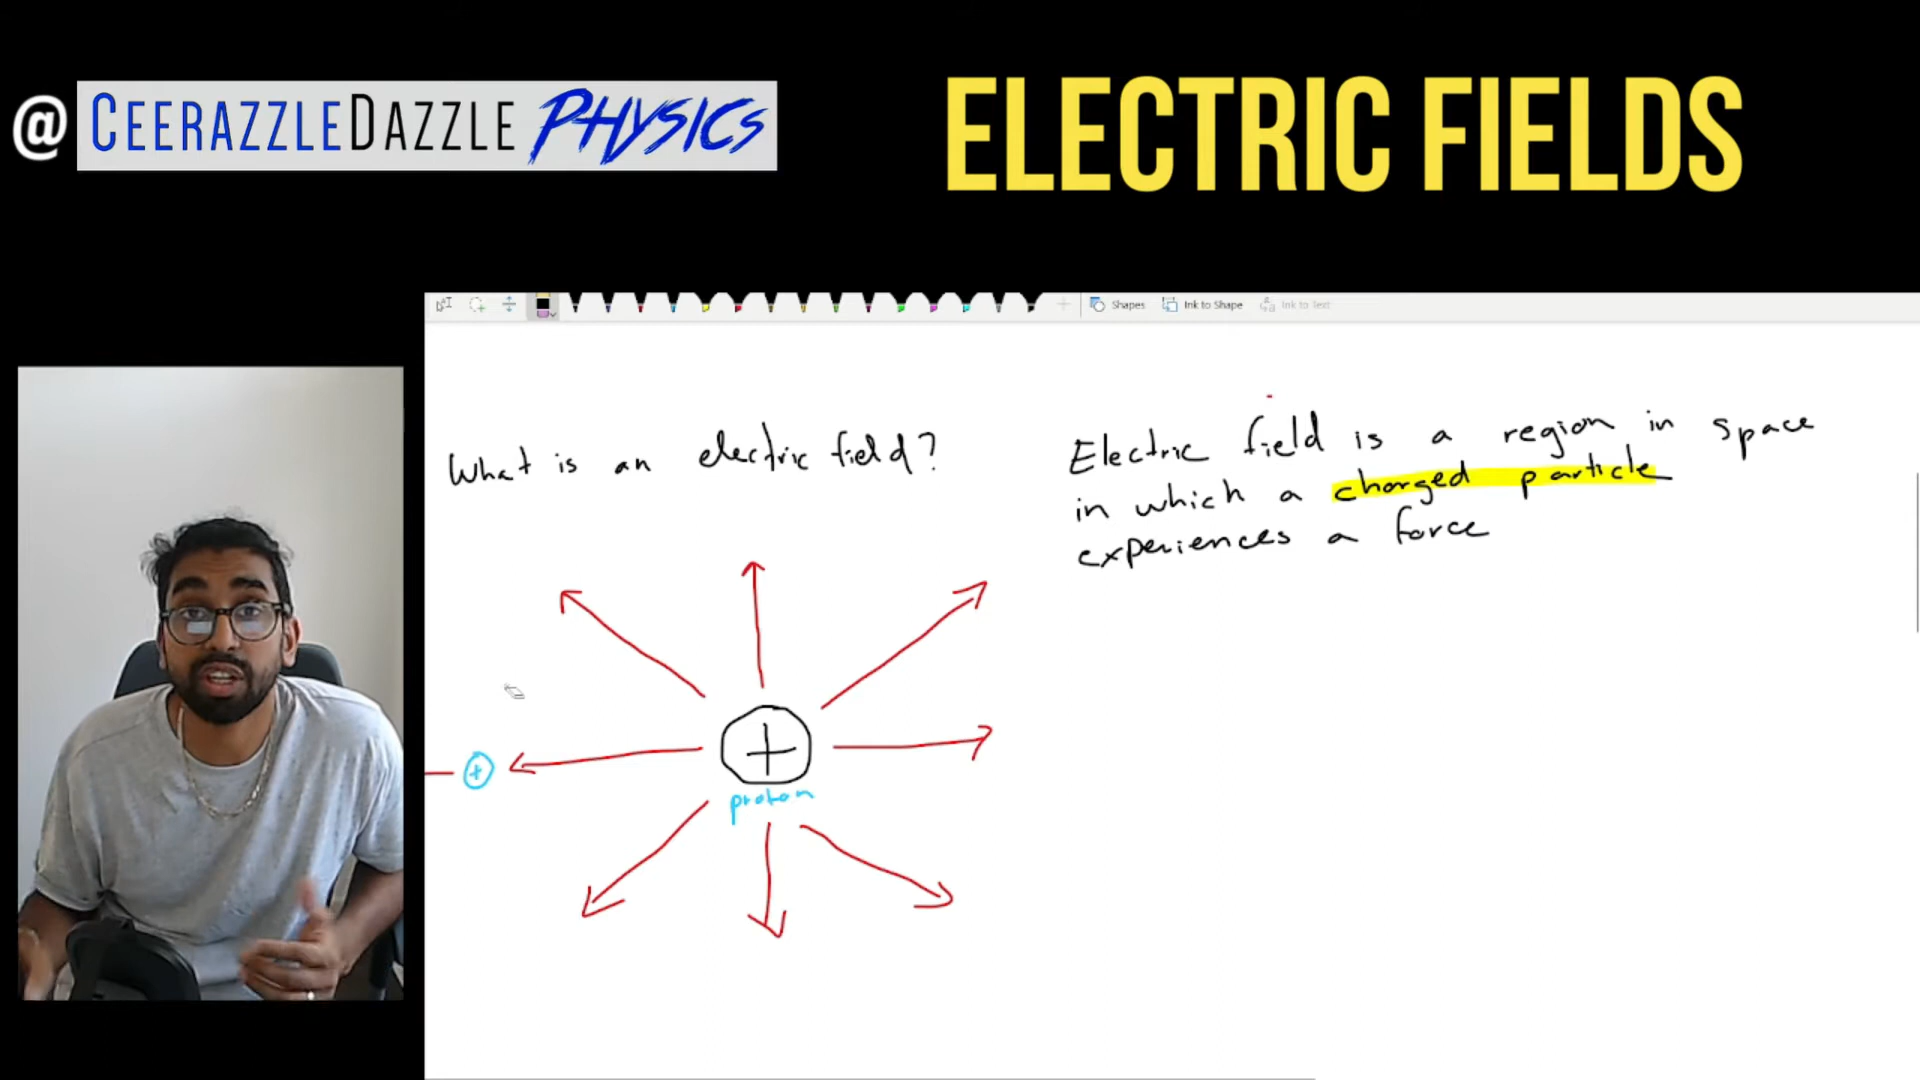 @ CEERAZZLEDAZZLE PHYSICS
ELECTRIC FIELDS
Shapes Ink to Shape Ink to Text
What is an electric field?
Electric field is a region in space
in which a charged particle
experiences a force
+
+
proton